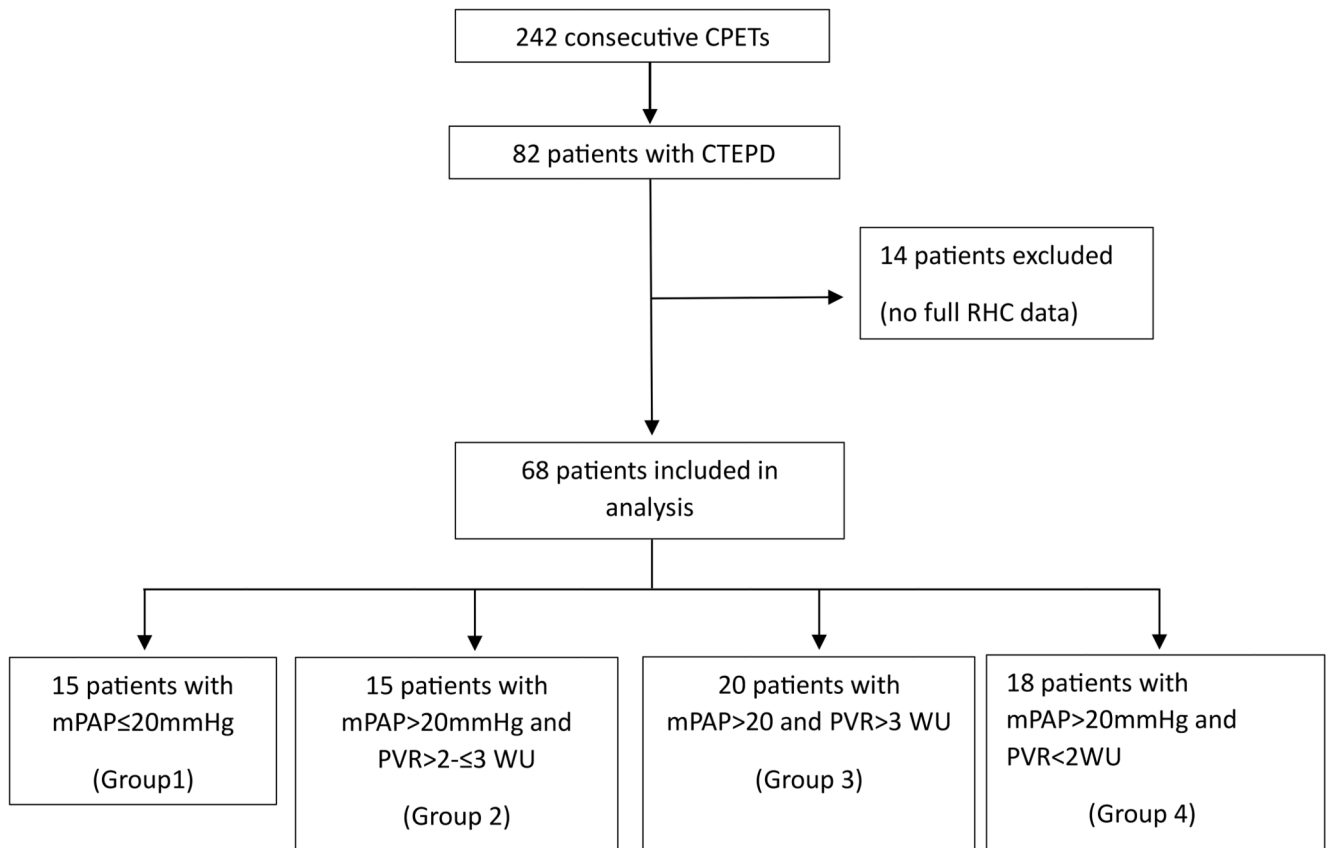 242 consecutive CPETs
82 patients with CTEPD
14 patients excluded
(no full RHC data)
68 patients included in
analysis
15 patients with
mPAP≤20mmHg
(Group1)
15 patients with
mPAP>20mmHg and
PVR>2-≤3 WU
(Group 2)
20 patients with
mPAP>20 and PVR>3 WU
(Group 3)
18 patients with
mPAP>20mmHg and
PVR<2WU
(Group 4)